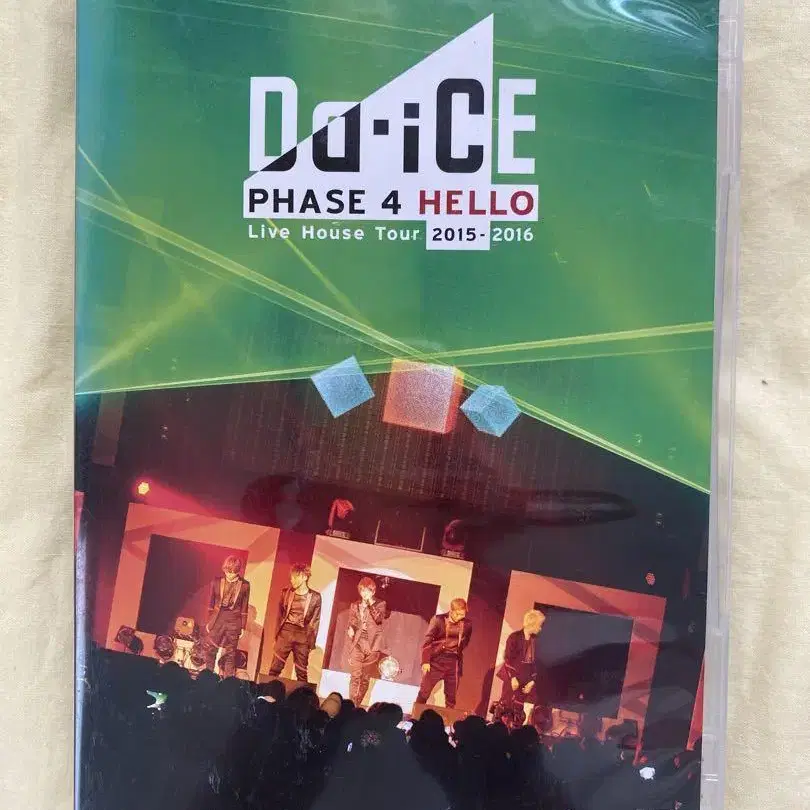 Da-iCE
PHASE 4 HELLO
Live House Tour 2015-2016